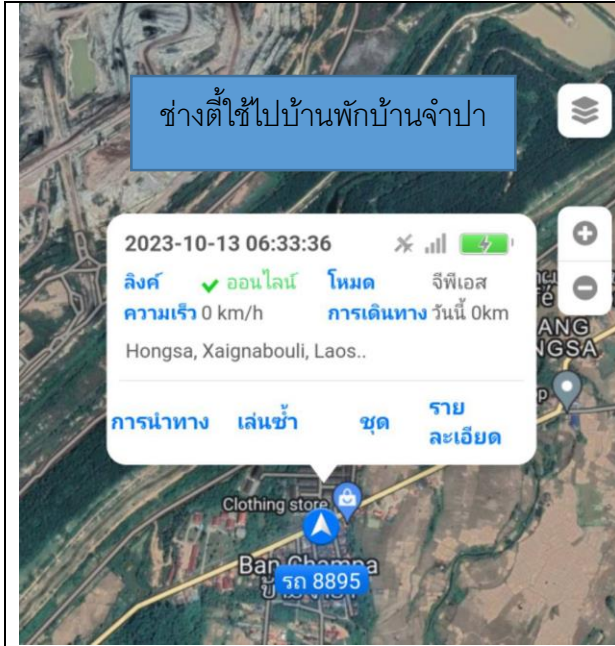 ช่างตี้ใช้ไปบ้านพักบ้านจำปา
2023-10-13 06:33:36
ลิงค์ ออนไลน์ โหมด จีพีเอส
ความเร็ว 0 km/h การเดินทาง วันนี้ 0km
Hongsa, Xaignabouli, Laos..
ANG
NGSA
การนำทาง เล่นซ้ำ ชุด ราย
ละเอียด
Clothing store
Ban Champa
รถ 8895